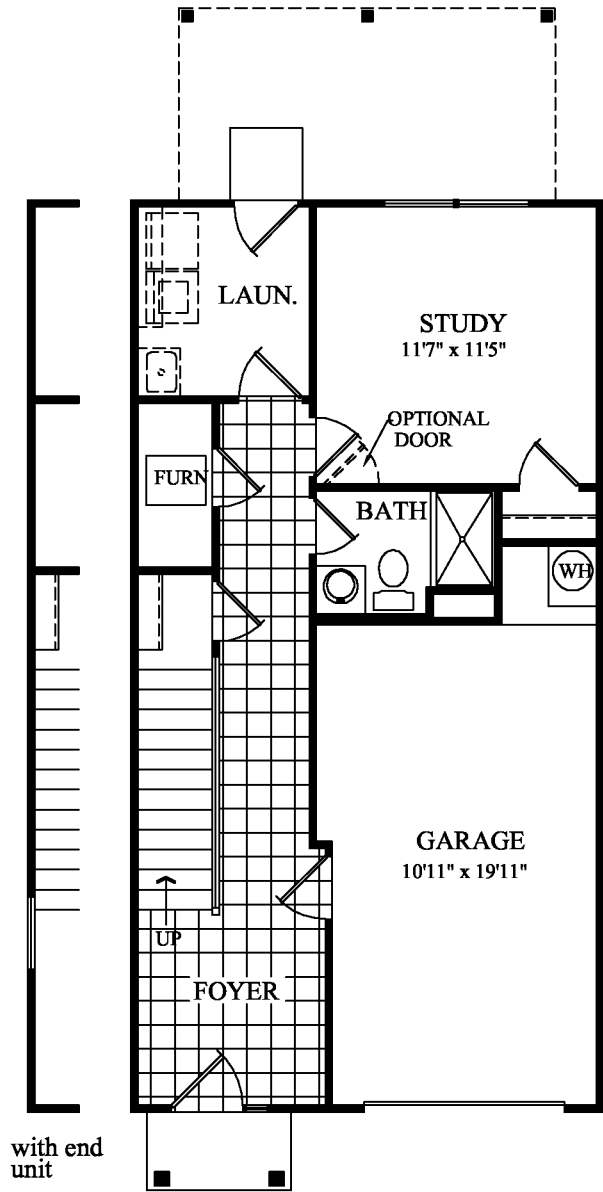 LAUN.
STUDY
11'7" x 11'5"
OPTIONAL
DOOR
FURN
BATH
WH
GARAGE
10'11" x 19'11"
UP
FOYER
with end
unit